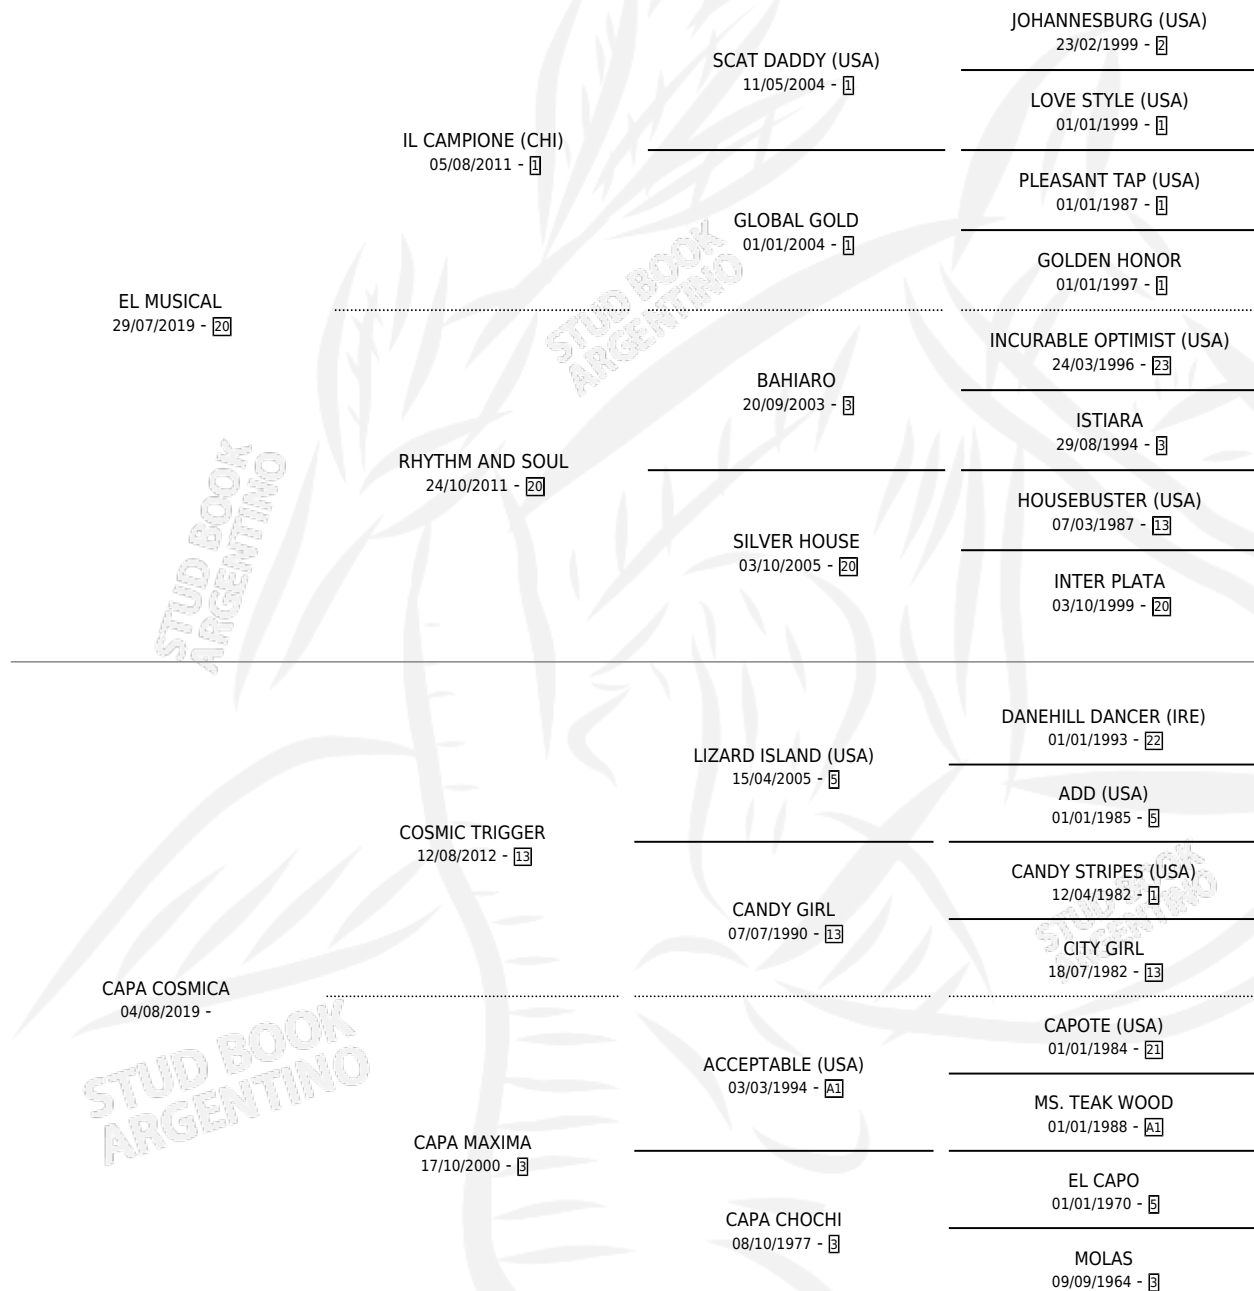 JOHANNESBURG (USA)
23/02/1999 - 2
SCAT DADDY (USA)
11/05/2004 - 1
LOVE STYLE (USA)
01/01/1999 - 1
IL CAMPIONE (CHI)
05/08/2011 - 1
PLEASANT TAP (USA)
01/01/1987 - 1
GLOBAL GOLD
01/01/2004 - 1
GOLDEN HONOR
01/01/1997 - 1
EL MUSICAL
29/07/2019 - 20
INCURABLE OPTIMIST (USA)
24/03/1996 - 23
BAHIARO
20/09/2003 - 3
ISTIARA
29/08/1994 - 3
RHYTHM AND SOUL
24/10/2011 - 20
HOUSEBUSTER (USA)
07/03/1987 - 13
SILVER HOUSE
03/10/2005 - 20
INTER PLATA
03/10/1999 - 20
DANEHILL DANCER (IRE)
01/01/1993 - 22
LIZARD ISLAND (USA)
15/04/2005 - 5
ADD (USA)
01/01/1985 - 5
COSMIC TRIGGER
12/08/2012 - 13
CANDY STRIPES (USA)
12/04/1982 - 1
CANDY GIRL
07/07/1990 - 13
CITY GIRL
18/07/1982 - 13
CAPA COSMICA
04/08/2019 -
CAPOTE (USA)
01/01/1984 - 21
ACCEPTABLE (USA)
03/03/1994 - A1
MS. TEAK WOOD
01/01/1988 - A1
CAPA MAXIMA
17/10/2000 - 3
EL CAPO
01/01/1970 - 5
CAPA CHOCHI
08/10/1977 - 3
MOLAS
09/09/1964 - 3
STUD BOOK
ARGENTINO
STUD BOOK
ARGENTINO
STUD BOOK
ARGENTINO
STUD BOOK
ARGENTINO